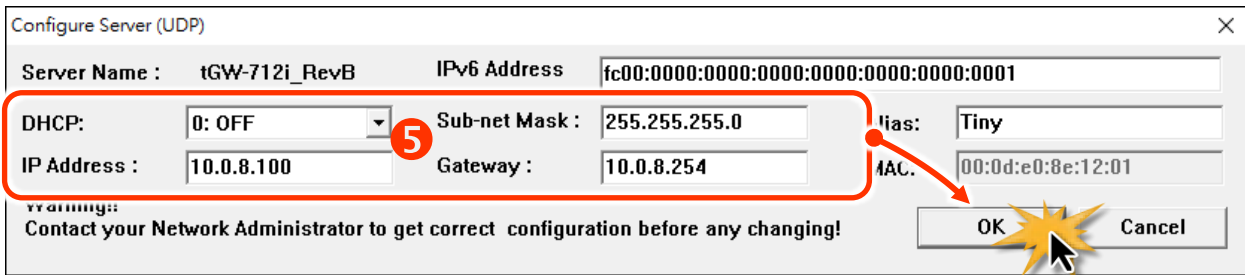 Configure Server (UDP)
Server Name : tGW-712i_RevB IPv6 Address fc00:0000:0000:0000:0000:0000:0000:0001
DHCP: 0: OFF Sub-net Mask : 255.255.255.0 Tiny
5
IP Address : 10.0.8.100 Gateway : 10.0.8.254 00:0d:e0:8e:12:01
Warning!!
Contact your Network Administrator to get correct configuration before any changing!
OK Cancel